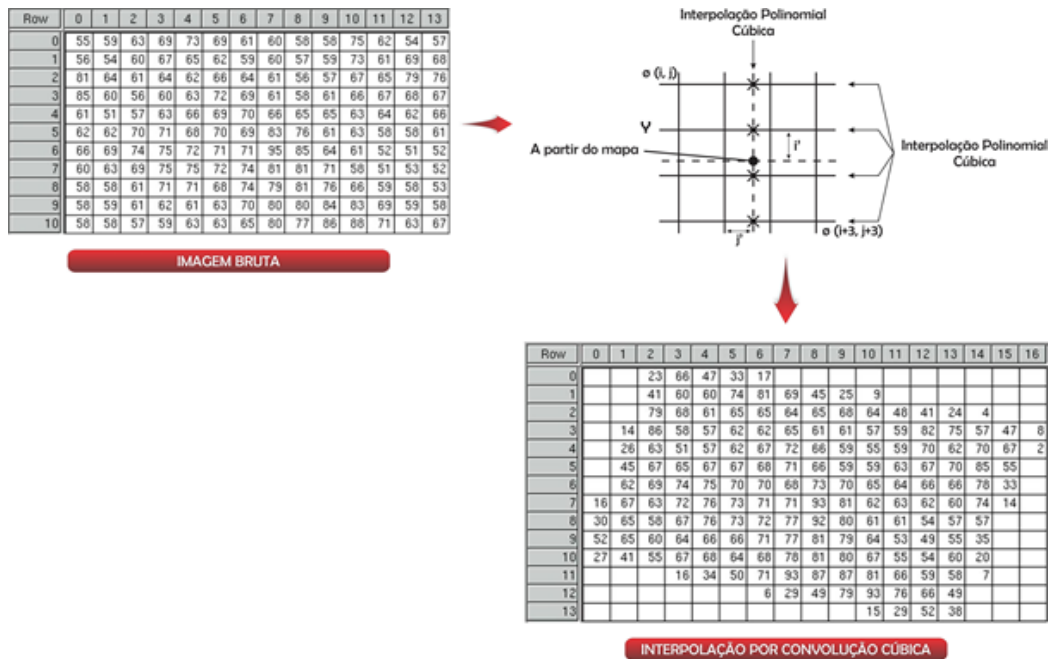 Row 0 1 2 3 4 5 6 7 8 9 10 11 12 13
0 55 59 63 69 73 69 61 60 58 58 75 62 54 57
1 56 54 60 67 65 62 59 60 57 59 73 61 69 68
2 81 64 61 64 62 66 64 61 56 57 67 65 79 76
3 85 60 56 60 63 72 69 61 58 61 66 67 68 67
4 61 51 57 63 66 69 70 66 65 65 63 64 62 66
5 62 62 70 71 68 70 69 83 76 61 63 58 58 61
6 66 69 74 75 72 71 71 95 85 64 61 52 51 52
7 60 63 69 75 75 72 74 81 81 71 58 51 53 52
8 58 58 61 71 71 68 74 79 81 76 66 59 58 53
9 58 59 61 62 61 63 70 80 80 84 83 69 59 58
10 58 58 57 59 63 63 65 80 77 86 88 71 63 67
IMAGEM BRUTA
Interpolação Polinomial
Cúbica
ø (i, j)
Y
i'
A partir do mapa
Interpolação Polinomial
Cúbica
j'
ø (i+3, j+3)
Row 0 1 2 3 4 5 6 7 8 9 10 11 12 13 14 15 16
0 23 66 47 33 17
1 41 60 60 74 81 69 45 25 9
2 79 68 61 65 65 64 65 68 64 48 41 24 4
3 14 86 58 57 62 62 65 61 61 57 59 82 75 57 47 8
4 26 63 51 57 62 67 72 66 59 55 59 70 62 70 67 2
5 45 67 65 67 67 68 71 66 59 59 63 67 70 85 55
6 62 69 74 75 70 70 68 73 70 65 64 66 66 78 33
7 16 67 63 72 76 73 71 71 93 81 62 63 62 60 74 14
8 30 65 58 67 76 73 72 77 92 80 61 61 54 57 57
9 52 65 60 64 66 66 71 77 81 79 64 53 49 55 35
10 27 41 55 67 68 64 68 78 81 80 67 55 54 60 20
11 16 34 50 71 93 87 87 81 66 59 58 7
12 6 29 49 79 93 76 66 49
13 15 29 52 38
INTERPOLAÇÃO POR CONVOLUÇÃO CÚBICA